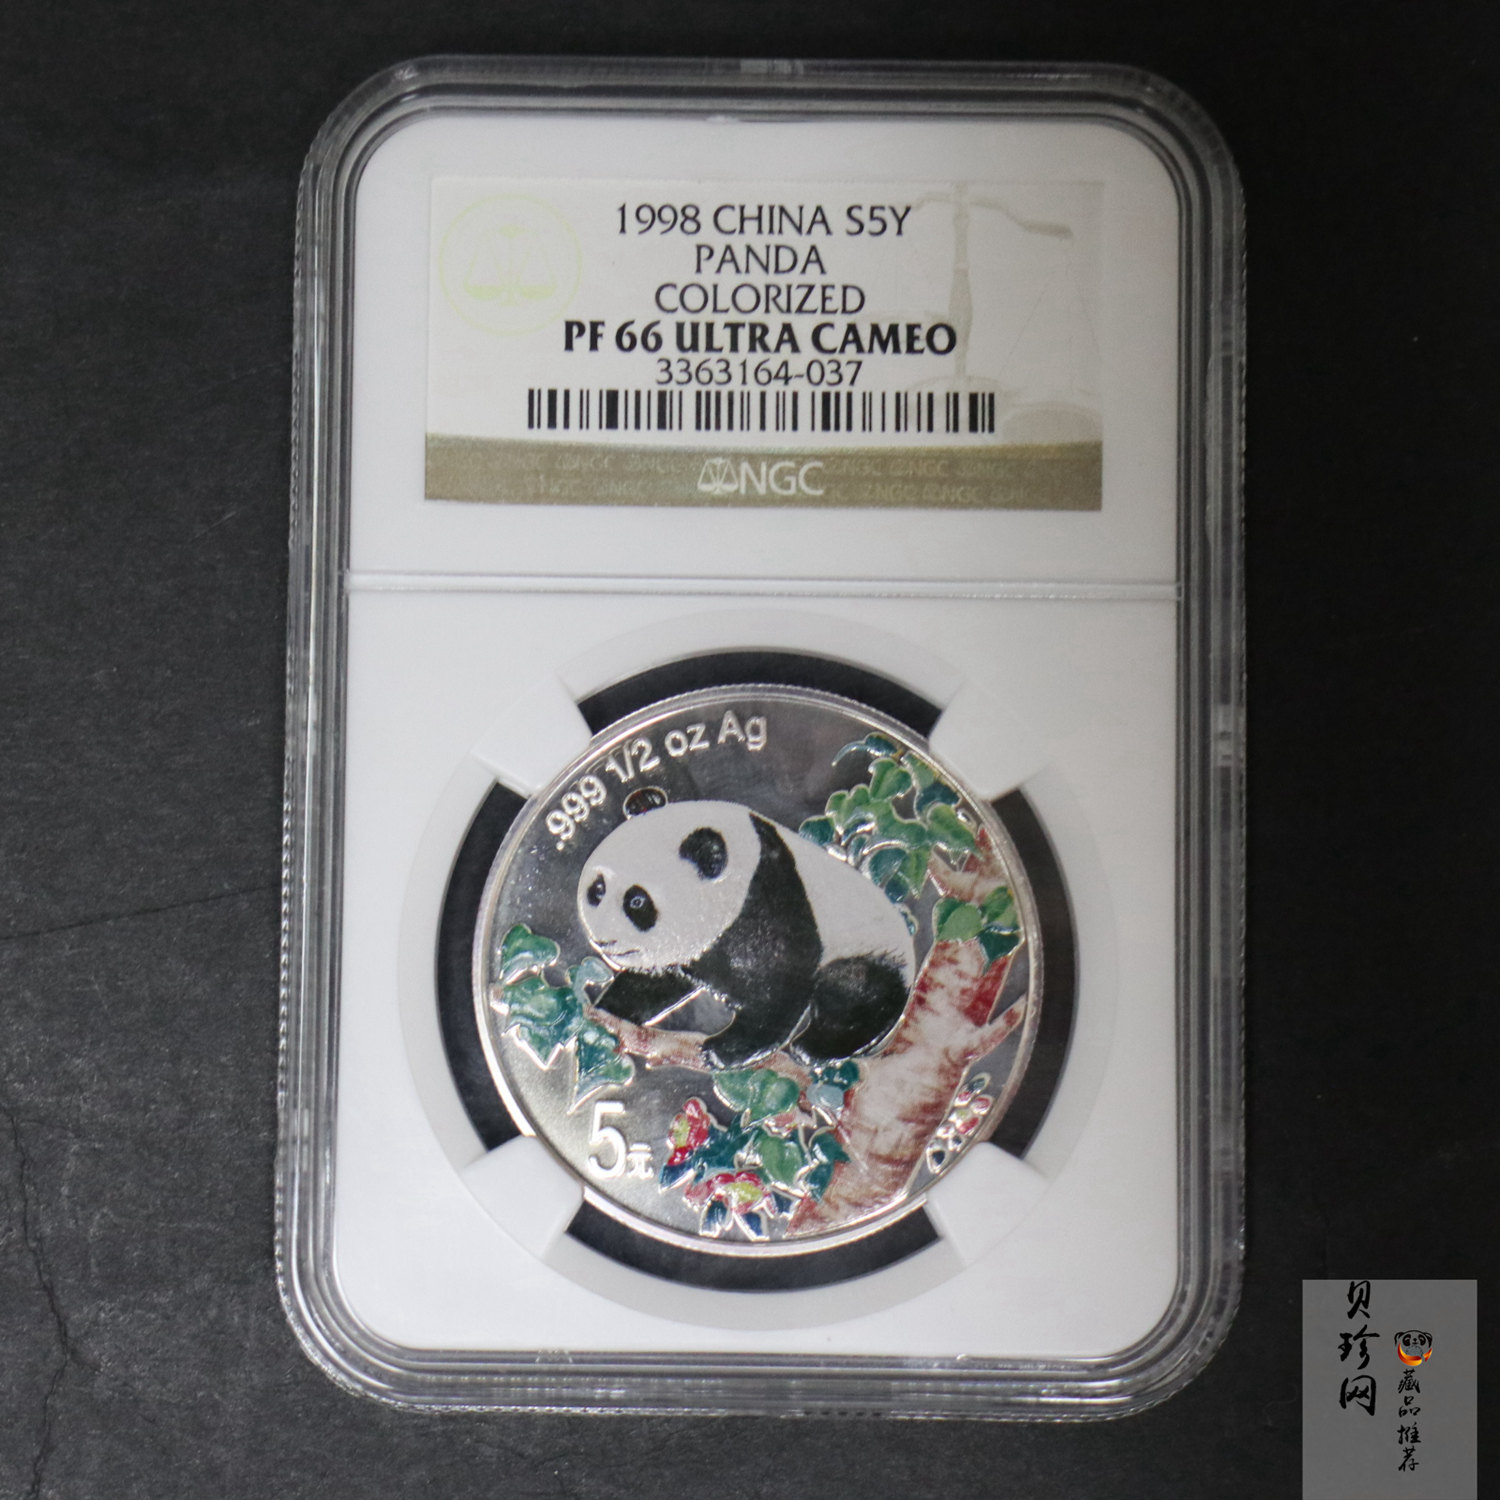 1998 CHINA S5Y
PANDA
COLORIZED
PF 66 ULTRA CAMEO
3363164-037
NGC
.999 1/2 oz Ag
5元
贝珍网
藏品推荐